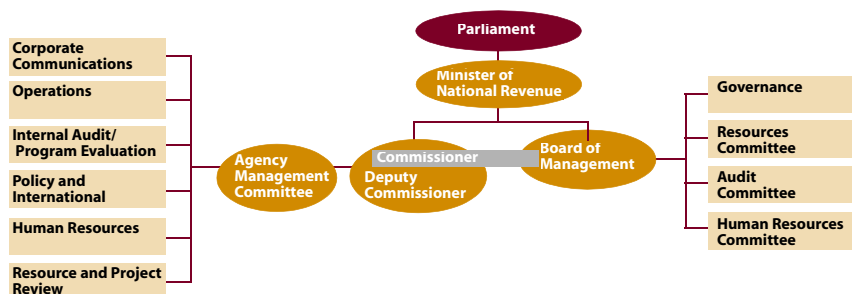 Parliament
Minister of
National Revenue
Corporate
Communications
Operations
Internal Audit/
Program Evaluation
Policy and
International
Human Resources
Resource and Project
Review
Agency
Management
Committee
Commissioner
Deputy
Commissioner
Board of
Management
Governance
Resources
Committee
Audit
Committee
Human Resources
Committee